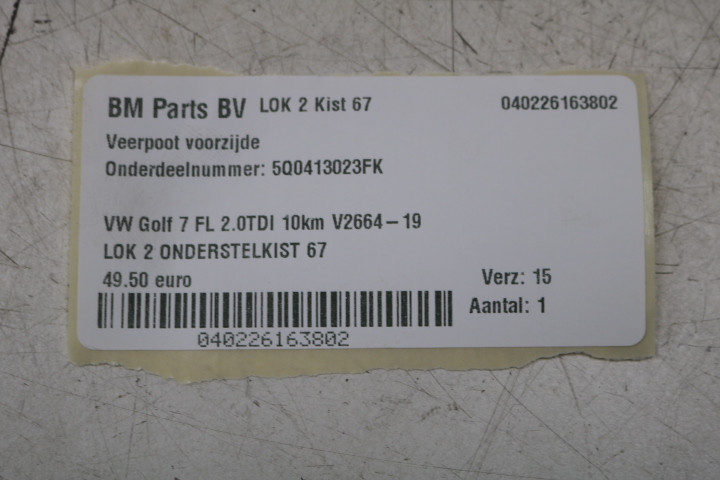 BM Parts BV LOK 2 Kist 67 040226163802
Veerpoot voorzijde
Onderdeelnummer: 5Q0413023FK
VW Golf 7 FL 2.0TDI 10km V2664-19
LOK 2 ONDERSTELKIST 67
49.50 euro Verz: 15
Aantal: 1
040226163802